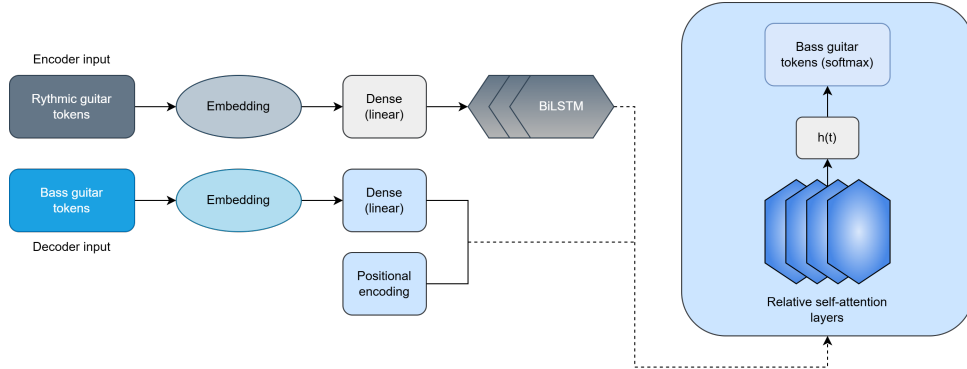 Encoder input
Rythmic guitar
tokens
Embedding
Dense
(linear)
BiLSTM
Bass guitar
tokens
Embedding
Dense
(linear)
Decoder input
Positional
encoding
Bass guitar
tokens (softmax)
h(t)
Relative self-attention
layers